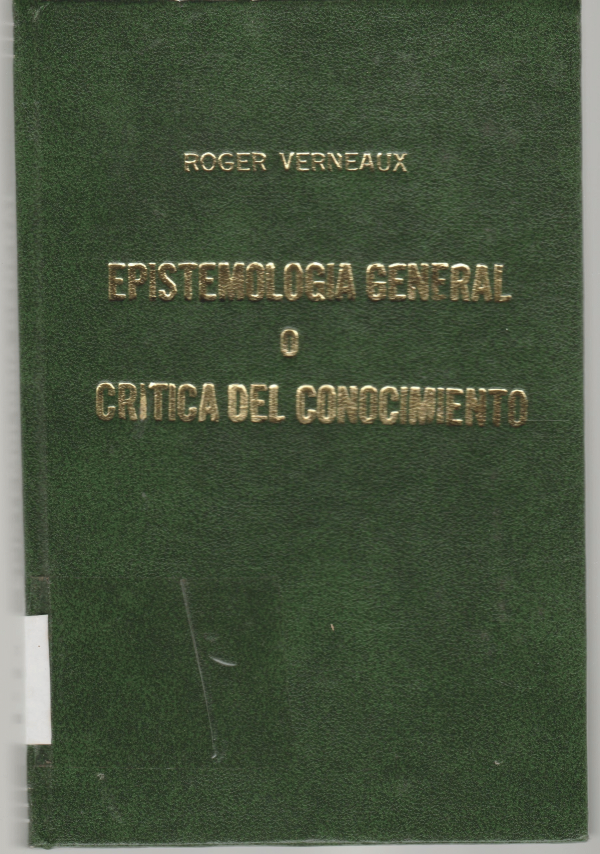 ROGER VERNEAUX
EPISTEMOLOGIA GENERAL
O
CRITICA DEL CONOCIMIENTO